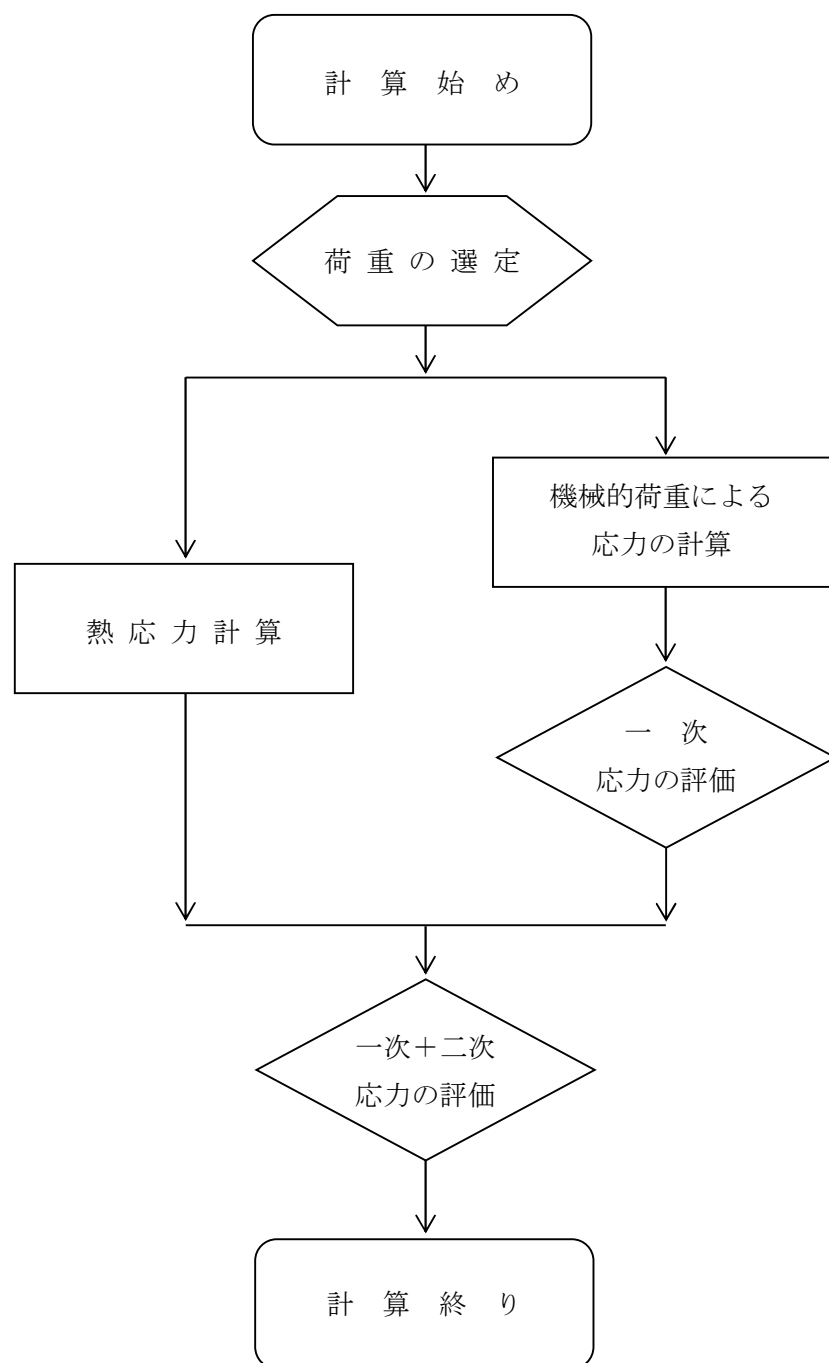 計算始め
荷重の選定
機械的荷重による
応力の計算
熱応力計算
一次
応力の評価
一次＋二次
応力の評価
計算終り